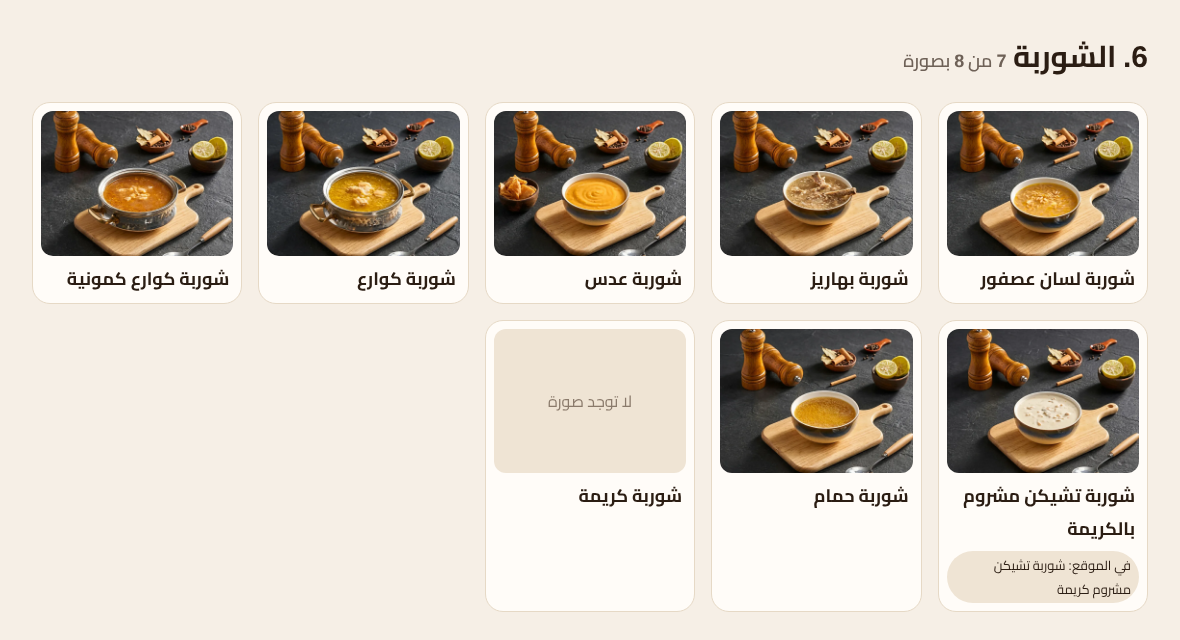 6. الشوربة 7 من 8 بصورة
شوربة لسان عصفور
شوربة بهاريز
شوربة عدس
شوربة كوارع
شوربة كوارع كمونية
شوربة تشيكن مشروم
بالكريمة
في الموقع: شوربة تشيكن
مشروم كريمة
شوربة حمام
لا توجد صورة
شوربة كريمة